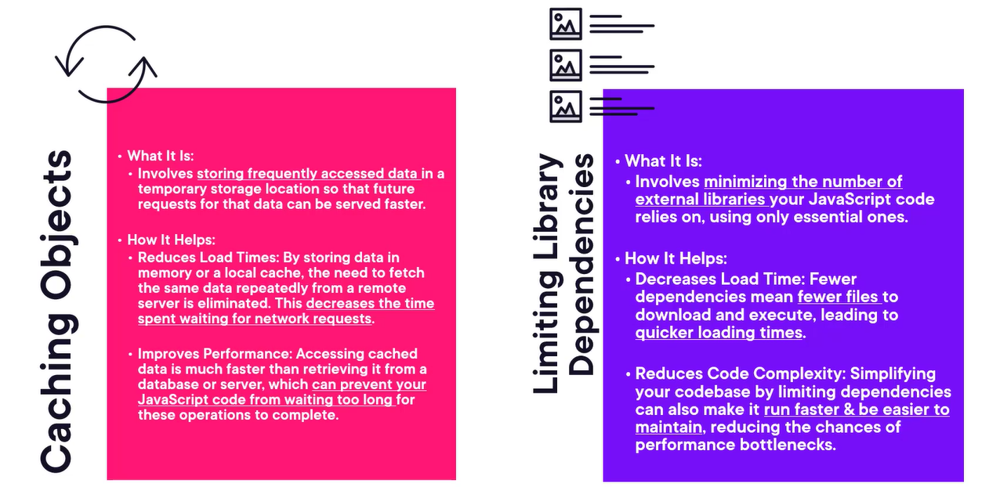 Caching Objects
• What It Is:
• Involves storing frequently accessed data in a
temporary storage location so that future
requests for that data can be served faster.
• How It Helps:
• Reduces Load Times: By storing data in
memory or a local cache, the need to fetch
the same data repeatedly from a remote
server is eliminated. This decreases the time
spent waiting for network requests.
• Improves Performance: Accessing cached
data is much faster than retrieving it from a
database or server, which can prevent your
JavaScript code from waiting too long for
these operations to complete.
Limiting Library
Dependencies
• What It Is:
• Involves minimizing the number of
external libraries your JavaScript code
relies on, using only essential ones.
• How It Helps:
• Decreases Load Time: Fewer
dependencies mean fewer files to
download and execute, leading to
quicker loading times.
• Reduces Code Complexity: Simplifying
your codebase by limiting dependencies
can also make it run faster & be easier to
maintain, reducing the chances of
performance bottlenecks.